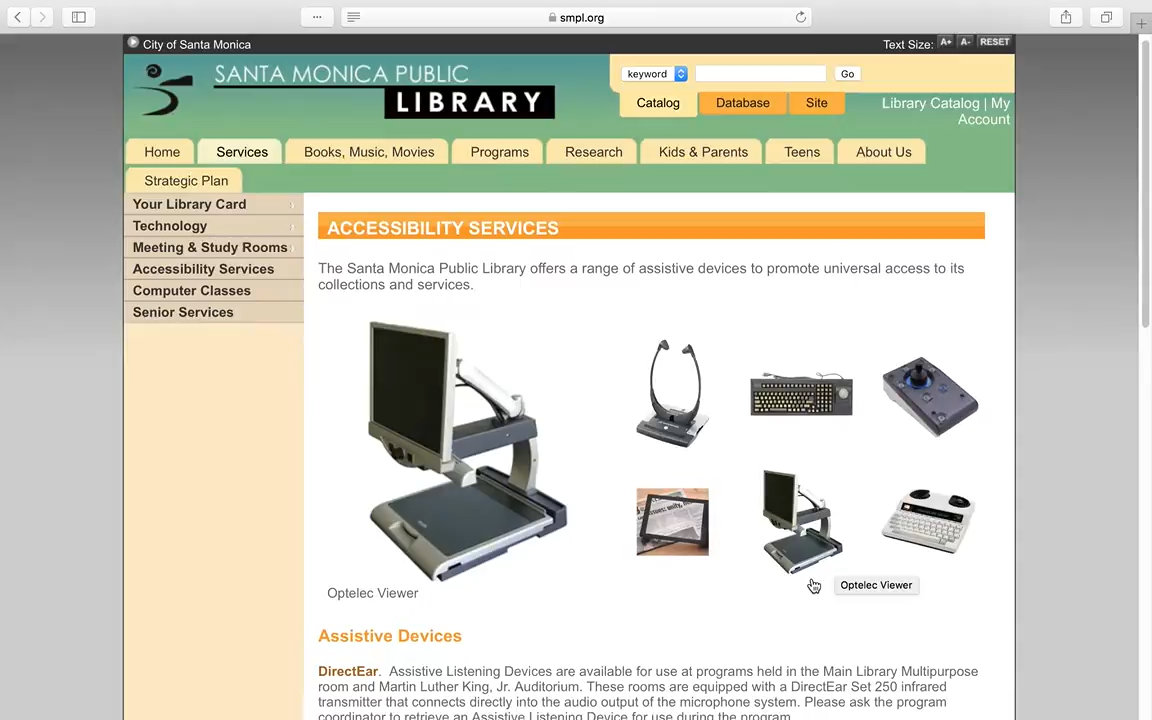 smpl.org
City of Santa Monica
Text Size: A+ A- RESET
SANTA MONICA PUBLIC
LIBRARY
keyword
Go
Catalog
Database
Site
Library Catalog | My
Account
Home
Services
Books, Music, Movies
Programs
Research
Kids & Parents
Teens
About Us
Strategic Plan
Your Library Card
Technology
Meeting & Study Rooms
Accessibility Services
Computer Classes
Senior Services
ACCESSIBILITY SERVICES
The Santa Monica Public Library offers a range of assistive devices to promote universal access to its
collections and services.
Optelec Viewer
Optelec Viewer
Assistive Devices
DirectEar. Assistive Listening Devices are available for use at programs held in the Main Library Multipurpose
room and Martin Luther King, Jr. Auditorium. These rooms are equipped with a DirectEar Set 250 infrared
transmitter that connects directly into the audio output of the microphone system. Please ask the program
coordinator to retrieve an Assistive Listening Device for use during the program.